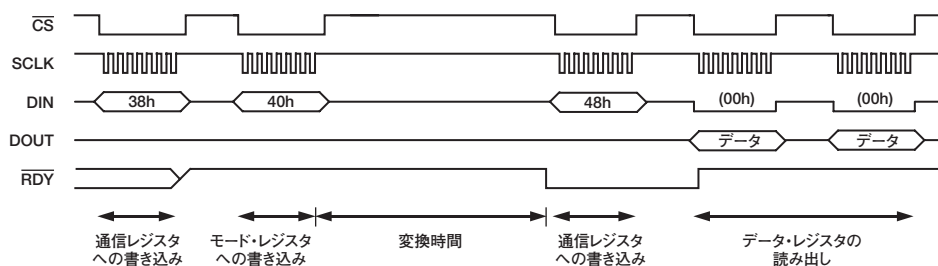 CS
SCLK
DIN
38h
40h
48h
(00h)
(00h)
DOUT
データ
データ
RDY
通信レジスタ
への書き込み
モード・レジスタ
への書き込み
変換時間
通信レジスタ
への書き込み
データ・レジスタの
読み出し